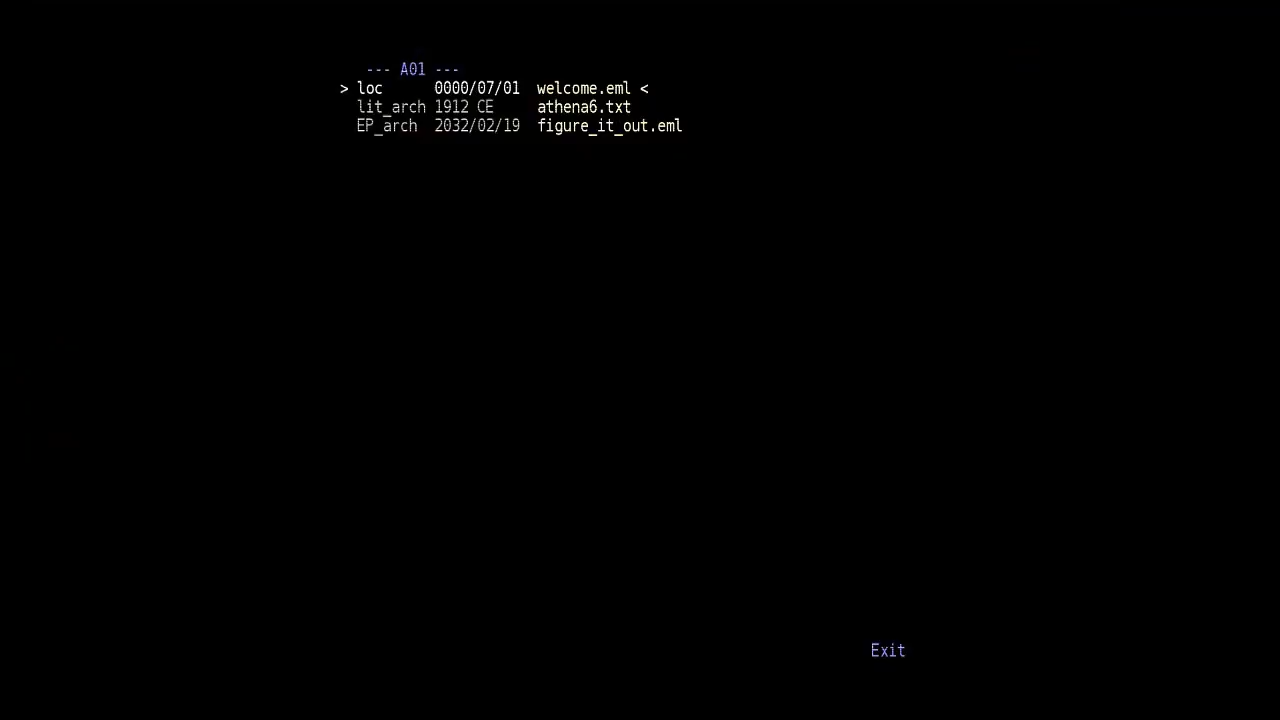 --- A01 ---
> loc 0000/07/01 welcome.eml <
lit_arch 1912 CE athena6.txt
EP_arch 2032/02/19 figure_it_out.eml
Exit